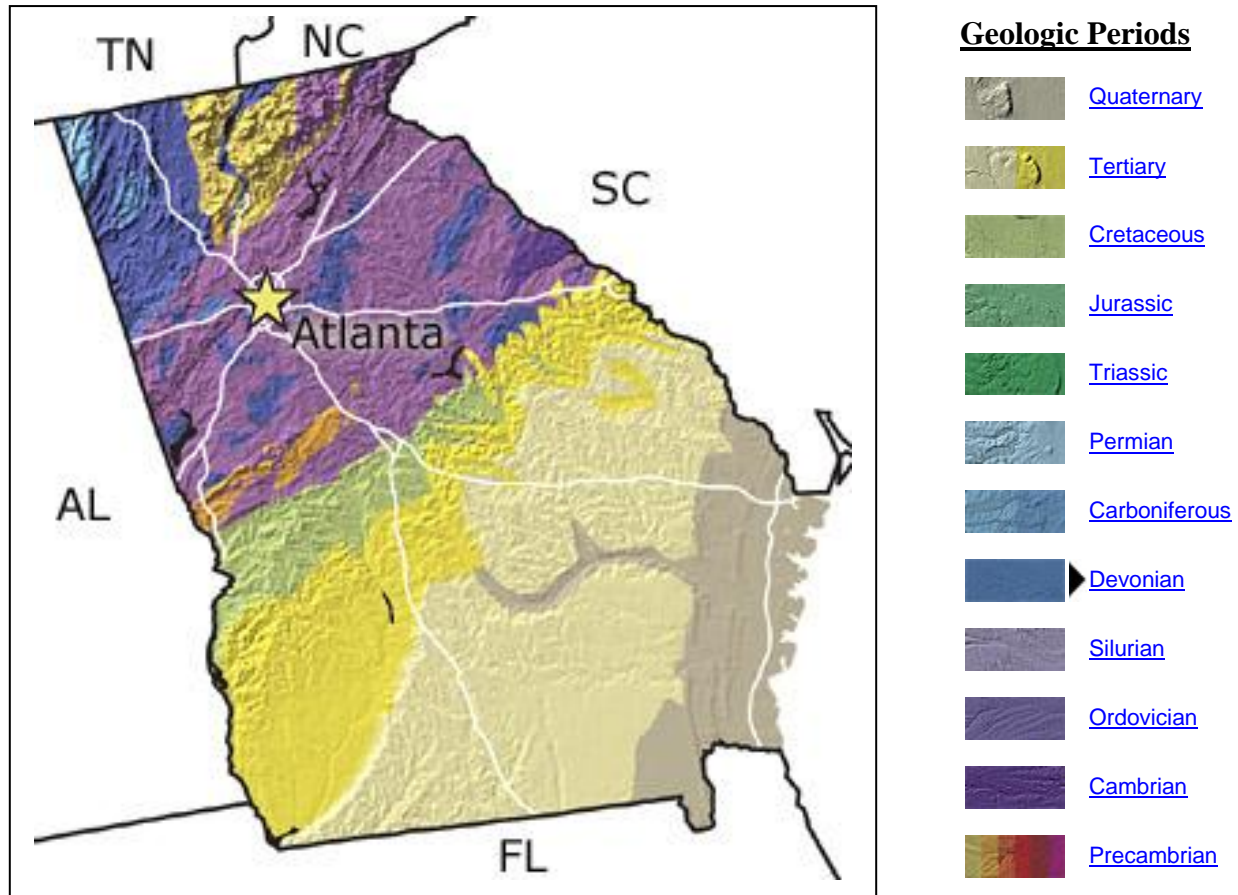 TN
NC
SC
Atlanta
AL
FL
Geologic Periods
Quaternary
Tertiary
Cretaceous
Jurassic
Triassic
Permian
Carboniferous
Devonian
Silurian
Ordovician
Cambrian
Precambrian